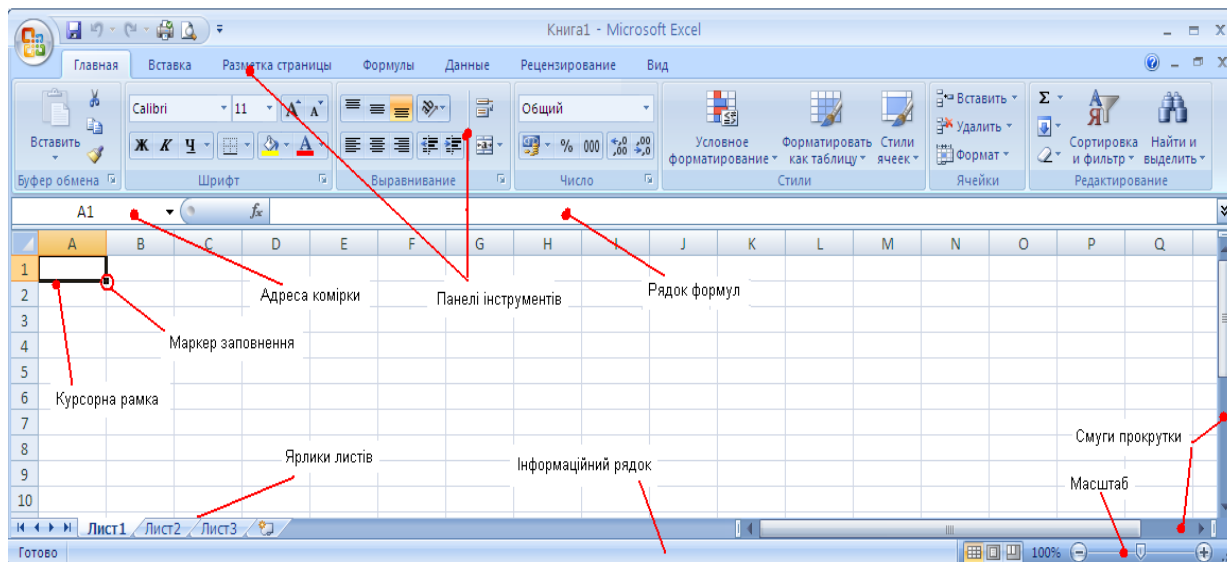 Книга1 - Microsoft Excel
Главная Вставка Разметка страницы Формулы Данные Рецензирование Вид
Calibri 11 A A Общий Вставить Σ
Вставить Ж К Ч A % 000 Условное форматирование Форматировать как таблицу Стили ячеек Удалить Формат Сортировка и фильтр Найти и выделить
Буфер обмена Шрифт Выравнивание Число Стили Ячейки Редактирование
A1 fx
A B C D E F G H I J K L M N O P Q
1
2 Адреса комірки Панелі інструментів Рядок формул
3
4 Маркер заповнення
5
6 Курсорна рамка
7
8 Смуги прокрутки
9 Ярлики листів Інформаційний рядок
10 Масштаб
Лист1 Лист2 Лист3
Готово 100%